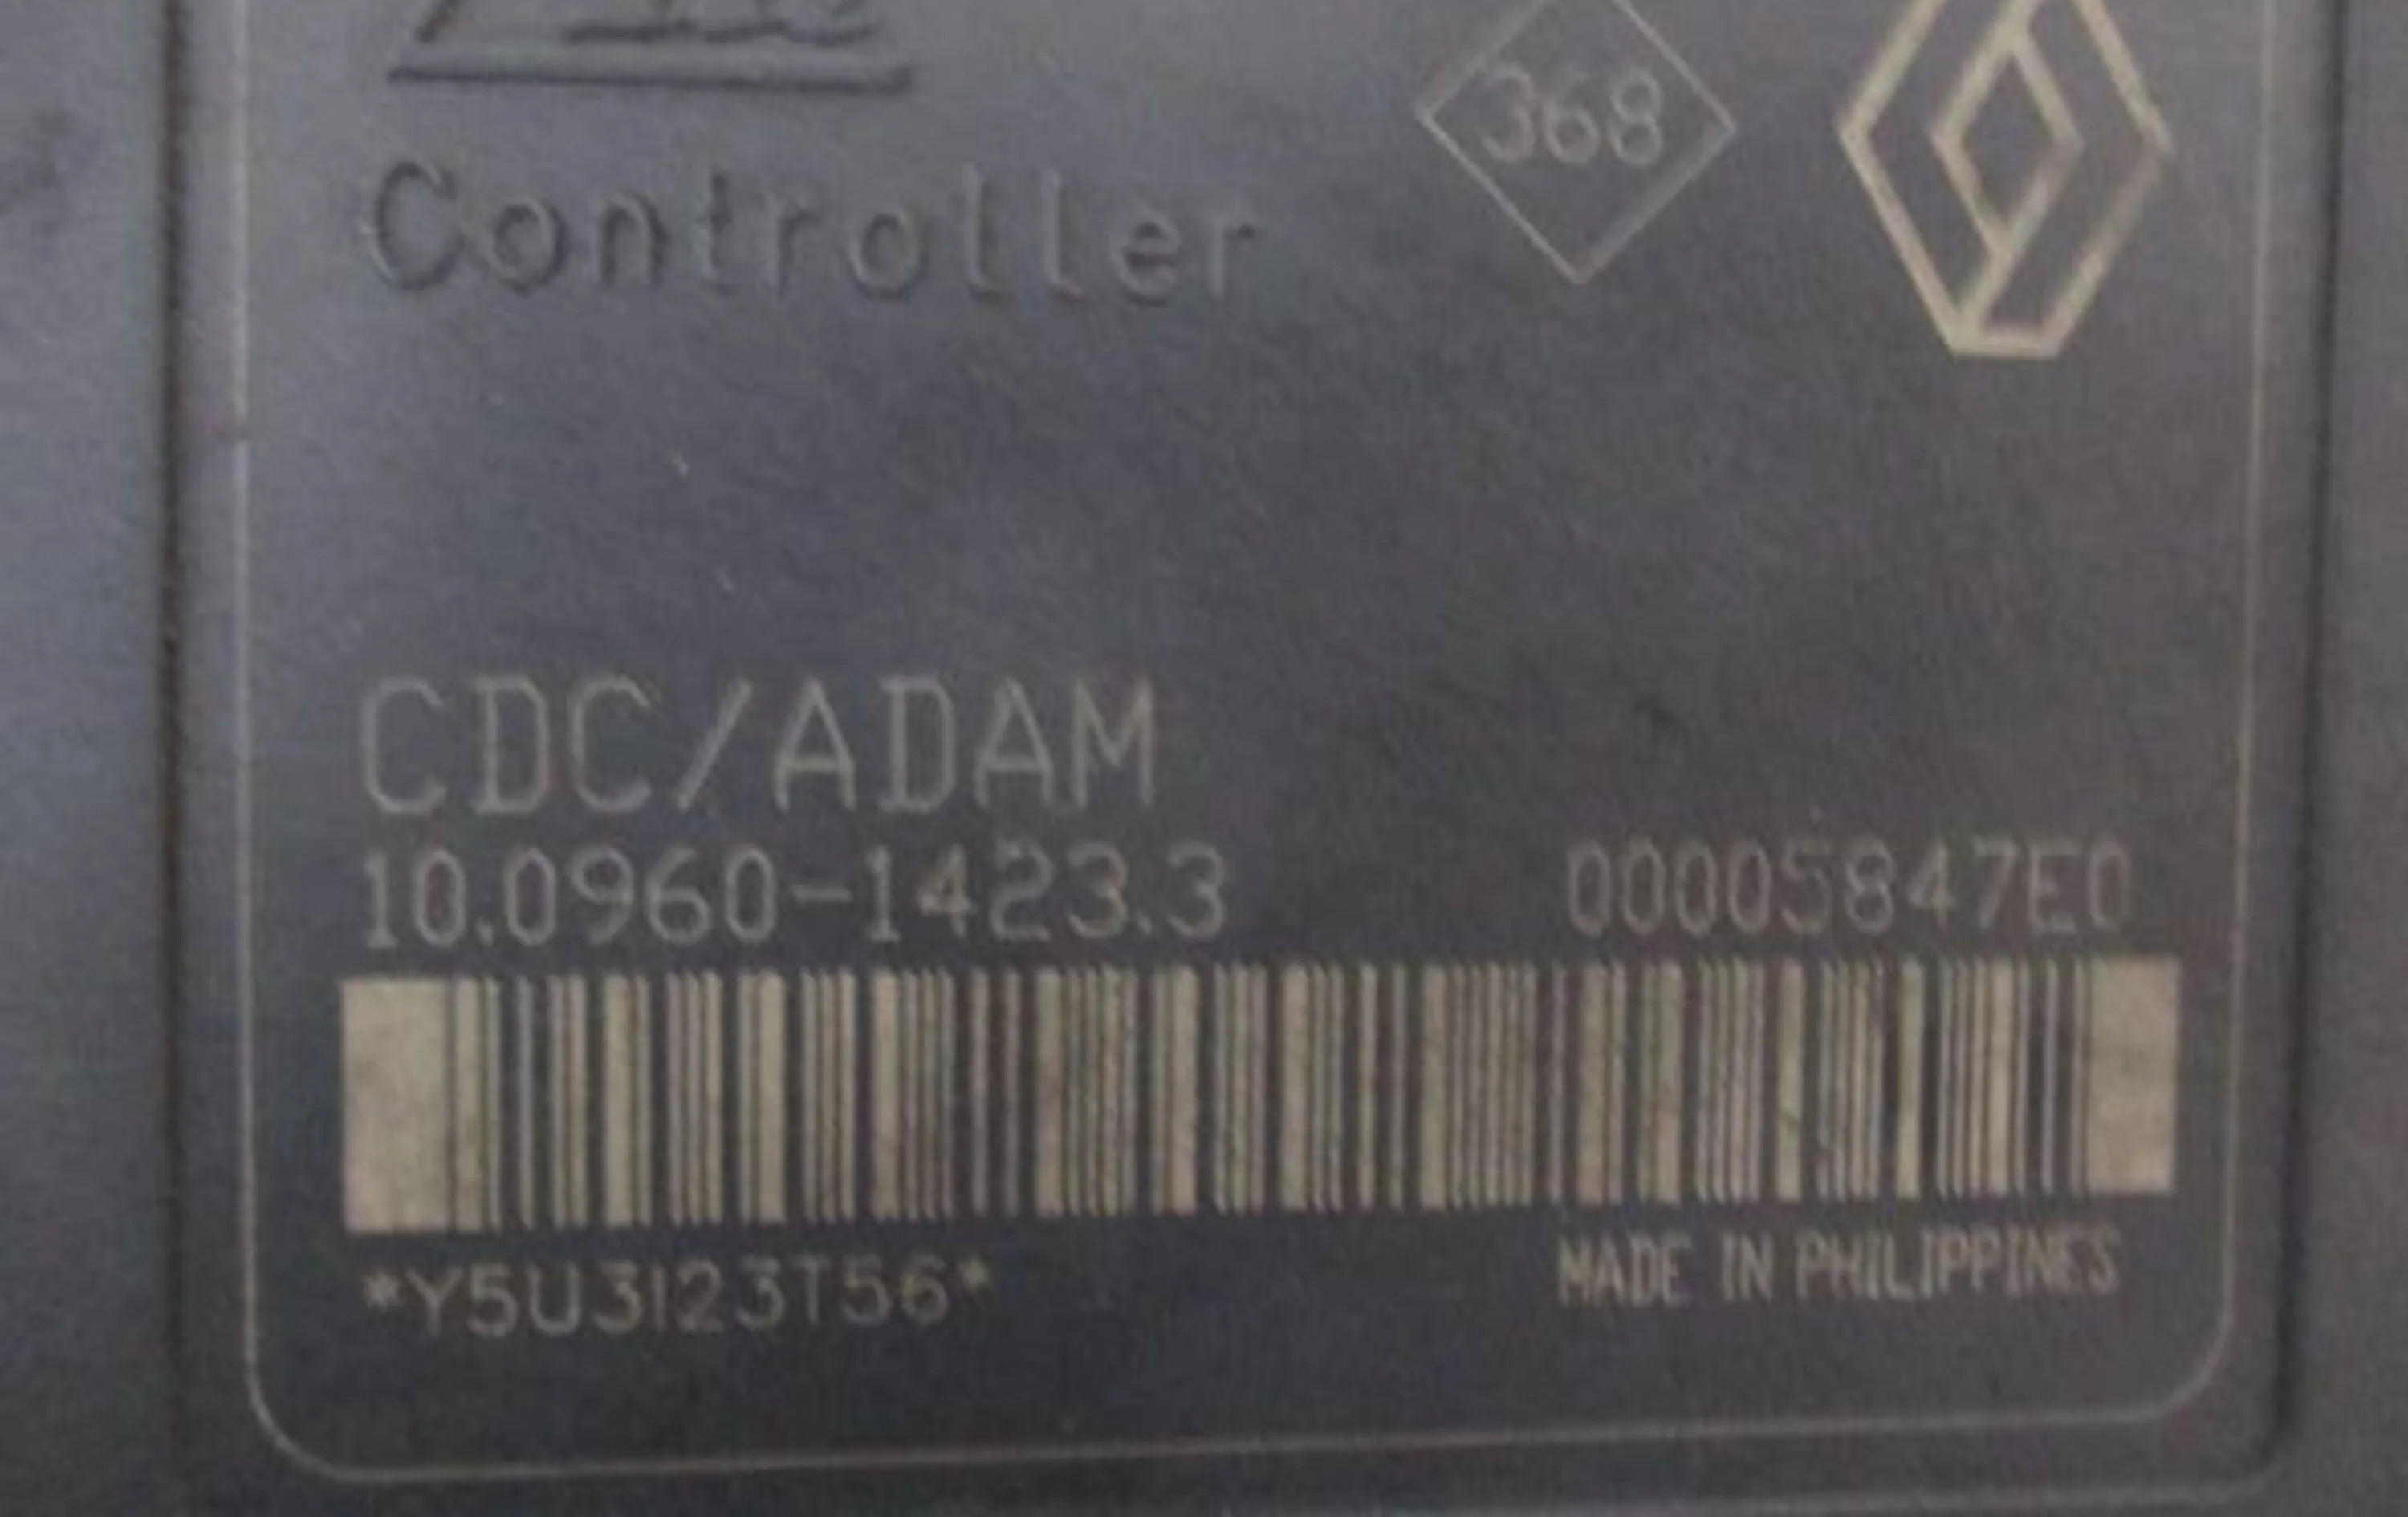 368
Controller
CDC/ADAM
10.0960-1423.3 00005847E0
*Y5U3123T56* MADE IN PHILIPPINES